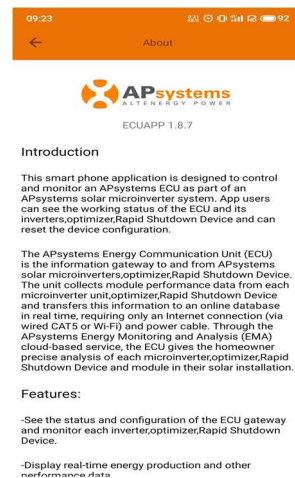 09:23
92
About
APsystems
ALTENERGY POWER
ECUAPP 1.8.7
Introduction
This smart phone application is designed to control
and monitor an APsystems ECU as part of an
APsystems solar microinverter system. App users
can see the working status of the ECU and its
inverters,optimizer,Rapid Shutdown Device and can
reset the device configuration.
The APsystems Energy Communication Unit (ECU)
is the information gateway to and from APsystems
solar microinverters,optimizer,Rapid Shutdown Device.
The unit collects module performance data from each
microinverter unit,optimizer,Rapid Shutdown Device
and transfers this information to an online database
in real time, requiring only an Internet connection (via
wired CAT5 or Wi-Fi) and power cable. Through the
APsystems Energy Monitoring and Analysis (EMA)
cloud-based service, the ECU gives the homeowner
precise analysis of each microinverter,optimizer,Rapid
Shutdown Device and module in their solar installation.
Features:
-See the status and configuration of the ECU gateway
and monitor each inverter,optimizer,Rapid Shutdown
Device.
-Display real-time energy production and other
performance data